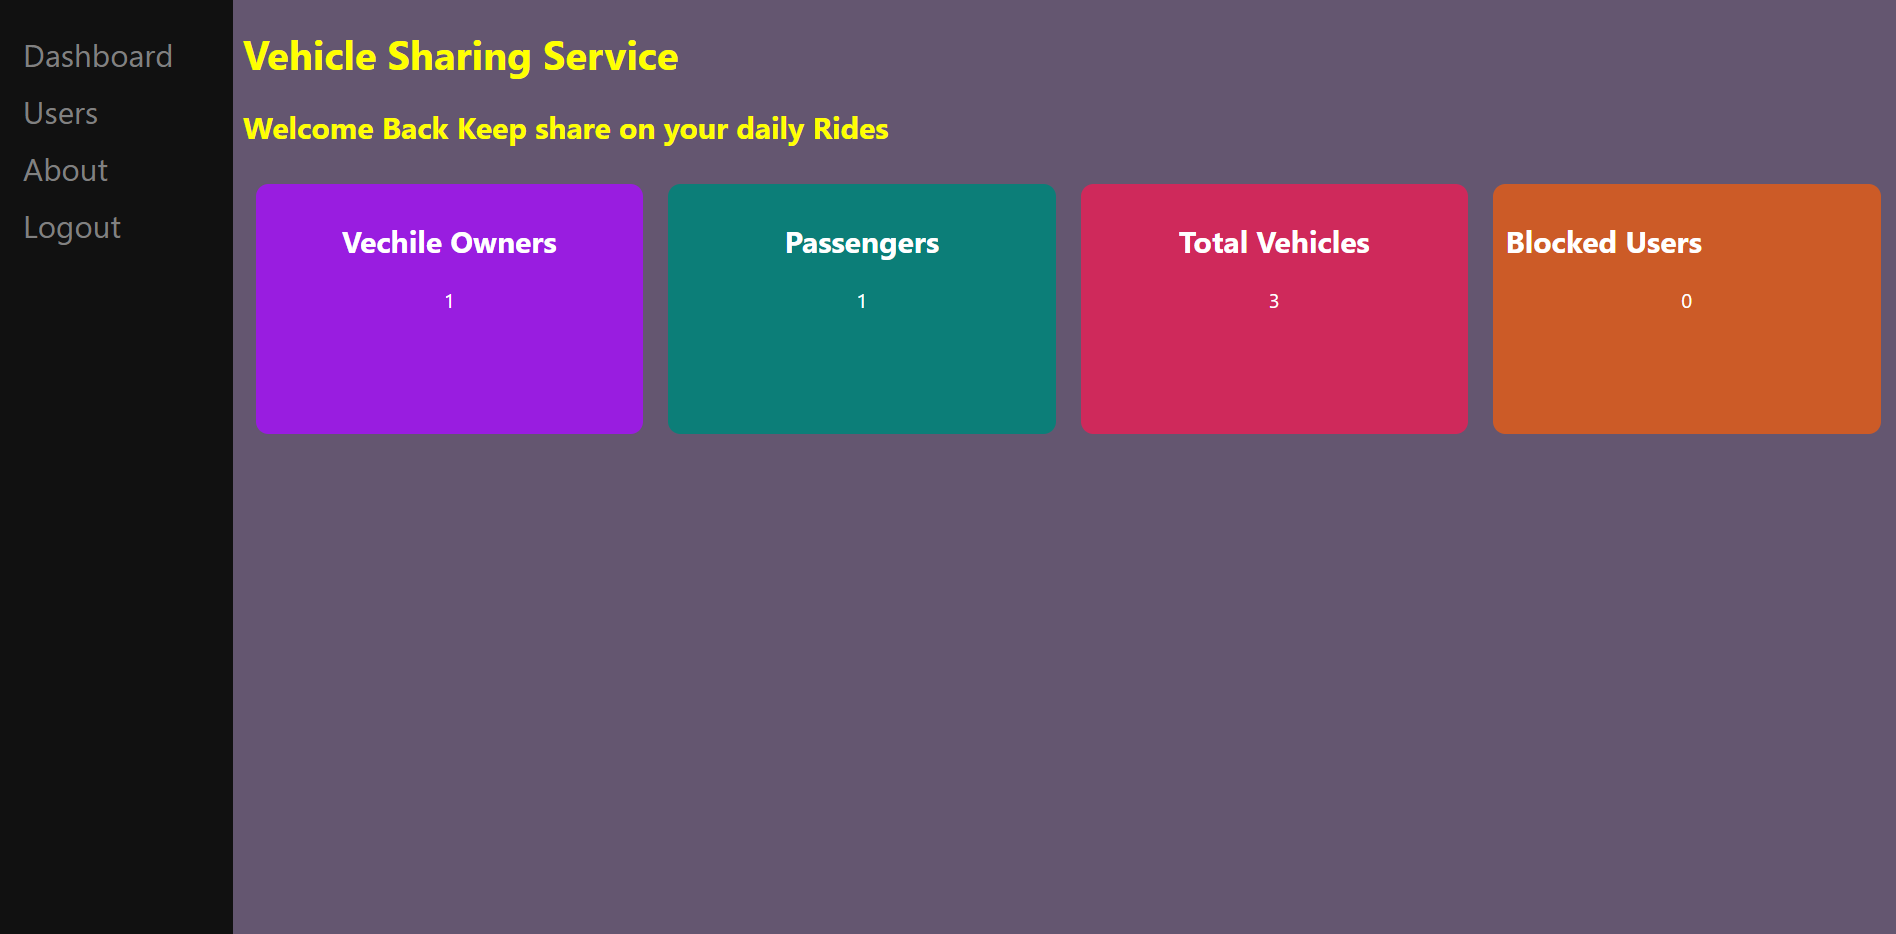 Dashboard
Users
About
Logout
Vehicle Sharing Service
Welcome Back Keep share on your daily Rides
Vechile Owners
1
Passengers
1
Total Vehicles
3
Blocked Users
0